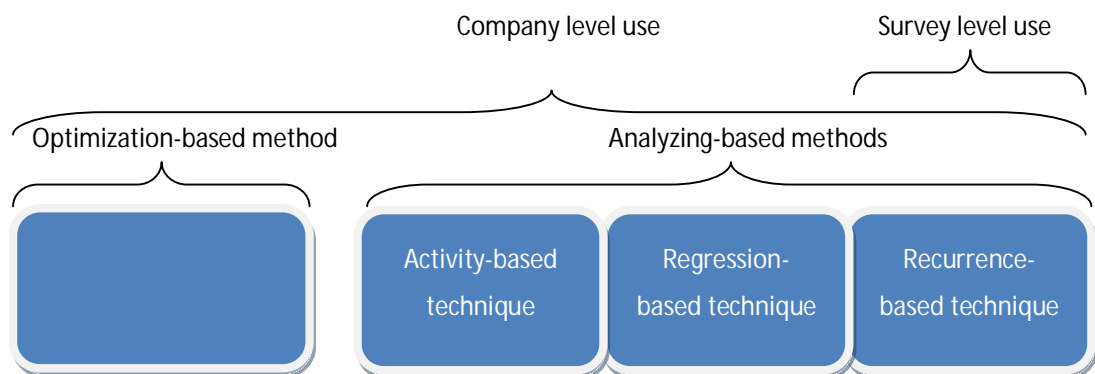 Company level use
Survey level use
Optimization-based method
Analyzing-based methods
Activity-based
technique
Regression-
based technique
Recurrence-
based technique